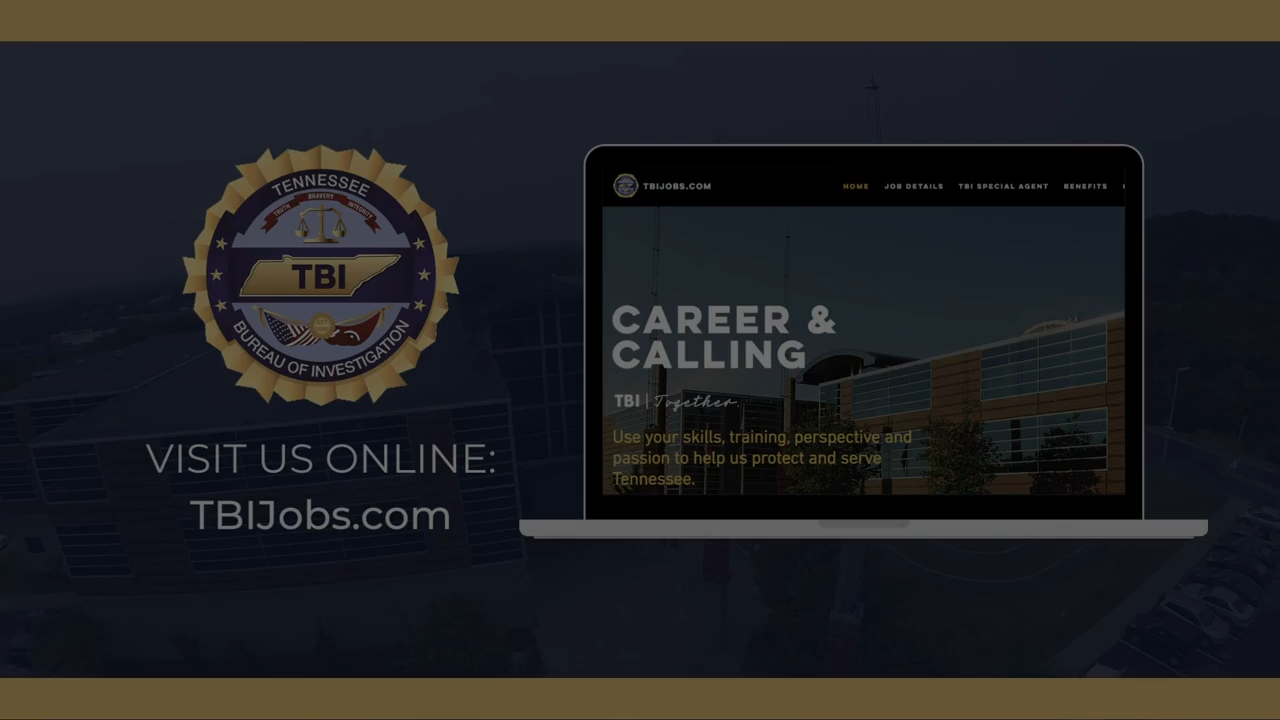 TENNESSEE
TRUTH BRAVERY INTEGRITY
TBI
BUREAU OF INVESTIGATION
VISIT US ONLINE:
TBIJobs.com
TBIJOBS.COM
HOME JOB DETAILS TBI SPECIAL AGENT BENEFITS
CAREER &
CALLING
TBI | Together.
Use your skills, training, perspective and
passion to help us protect and serve
Tennessee.